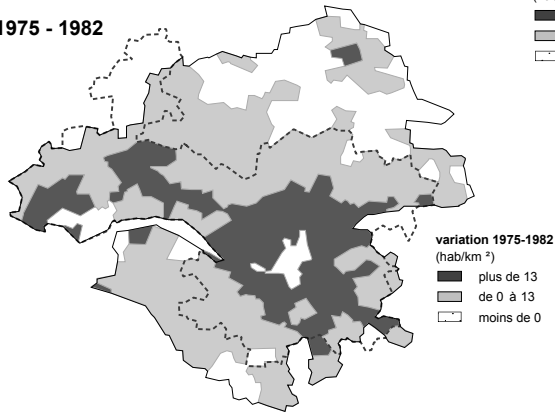 1975 - 1982
variation 1975-1982
(hab/km ²)
plus de 13
de 0 à 13
moins de 0